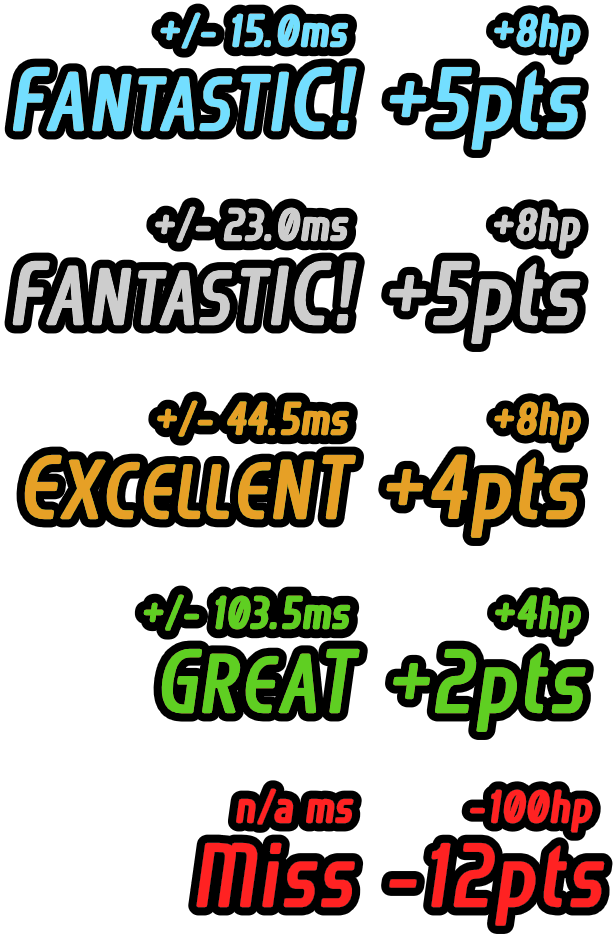 +/- 15.0ms +8hp
FANTASTIC! +5pts
+/- 23.0ms +8hp
FANTASTIC! +5pts
+/- 44.5ms +8hp
EXCELLENT +4pts
+/- 103.5ms +4hp
GREAT +2pts
n/a ms -100hp
Miss -12pts